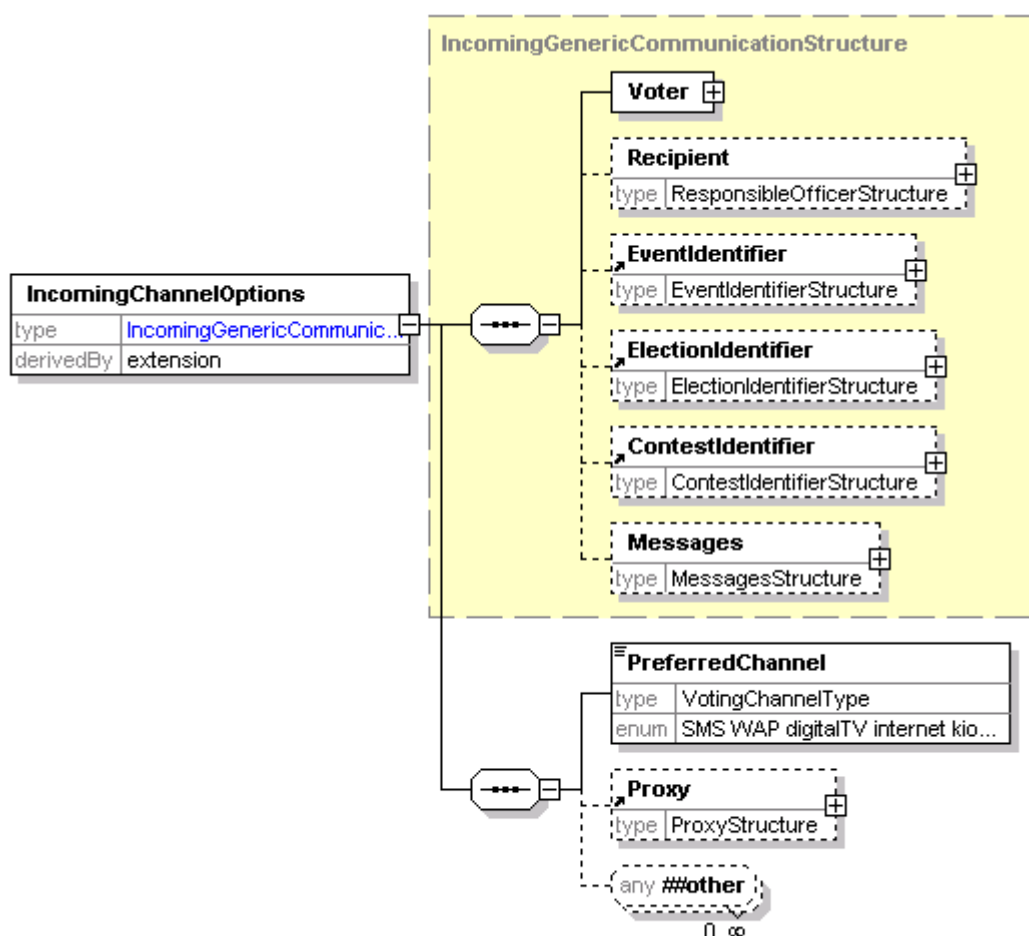 IncomingGenericCommunicationStructure
Voter
Recipient
type ResponsibleOfficerStructure
EventIdentifier
type EventIdentifierStructure
IncomingChannelOptions
type IncomingGenericCommunic...
derivedBy extension
ElectionIdentifier
type ElectionIdentifierStructure
ContestIdentifier
type ContestIdentifierStructure
Messages
type MessagesStructure
PreferredChannel
type VotingChannelType
enum SMS WAP digitalTV internet kio...
Proxy
type ProxyStructure
any ##other
0..∞